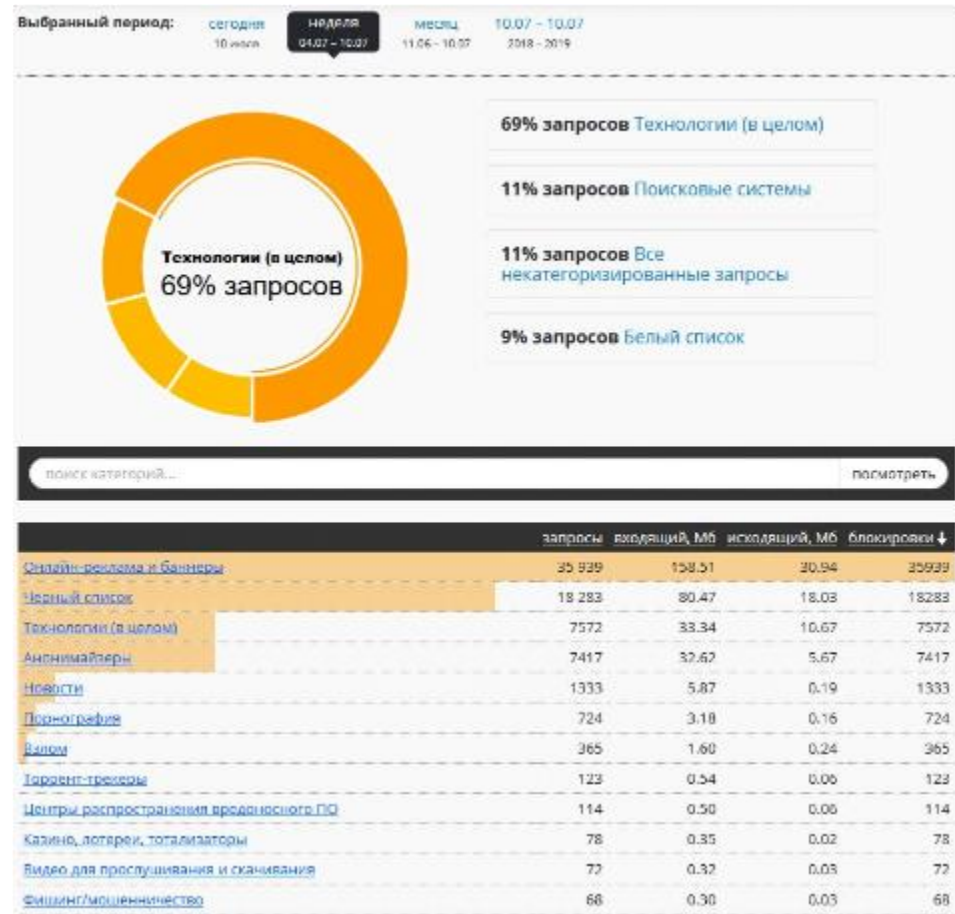 Выбранный период: сегодня неделя месяц 10.07 – 10.07
10 июля 04.07 – 10.07 11.06 – 10.07 2018 – 2019
69% запросов Технологии (в целом)
11% запросов Поисковые системы
Технологии (в целом)
69% запросов
11% запросов Все
некатегоризированные запросы
9% запросов Белый список
поиск категорий... посмотреть
запросы входящий, Мб исходящий, Мб блокировки
Онлайн-реклама и баннеры 35 939 158.51 30.94 35939
Черный список 18 283 80.47 18.03 18283
Технологии (в целом) 7572 33.34 10.67 7572
Анонимайзеры 7417 32.62 5.67 7417
Новости 1333 5.87 0.19 1333
Порнография 724 3.18 0.16 724
Взлом 365 1.60 0.24 365
Торрент-трекеры 123 0.54 0.06 123
Центры распространения вредоносного ПО 114 0.50 0.06 114
Казино, лотереи, тотализаторы 78 0.35 0.02 78
Видео для прослушивания и скачивания 72 0.32 0.03 72
Фишинг/мошенничество 68 0.30 0.03 68